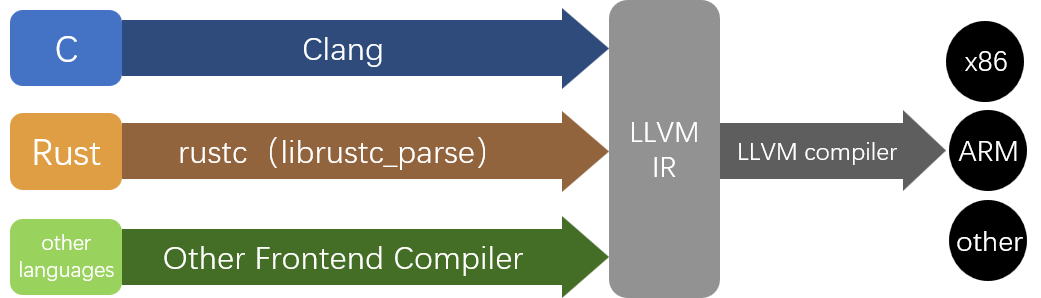 C
Clang
Rust
rustc（librustc_parse）
other
languages
Other Frontend Compiler
LLVM
IR
LLVM compiler
x86
ARM
other